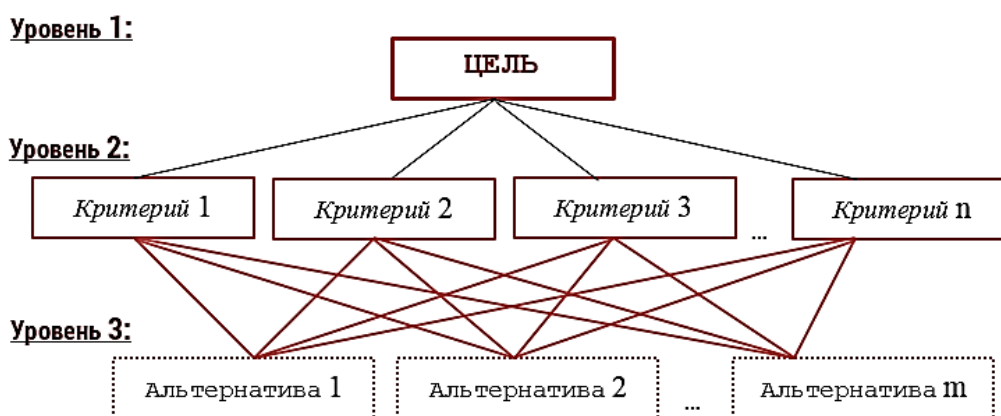 Уровень 1:
ЦЕЛЬ
Уровень 2:
Критерий 1
Критерий 2
Критерий 3
...
Критерий n
Уровень 3:
Альтернатива 1
Альтернатива 2
...
Альтернатива m